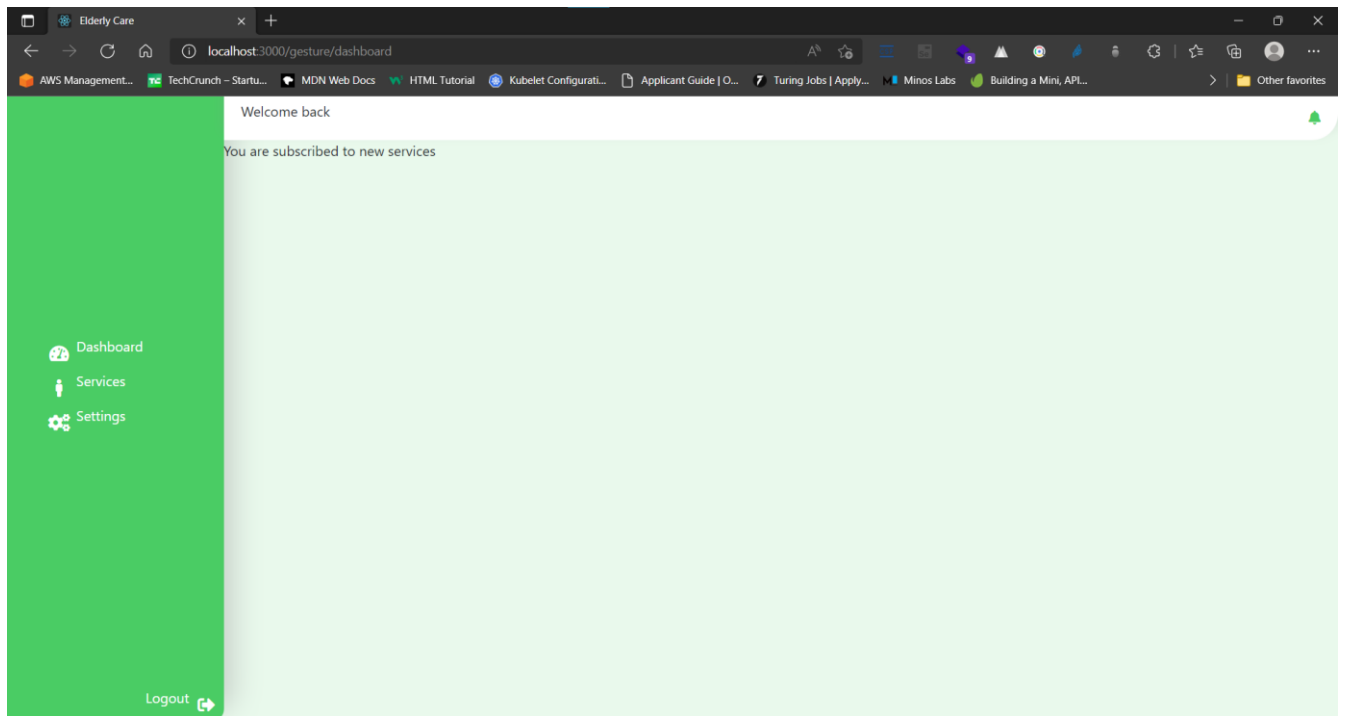 Elderly Care
localhost:3000/gesture/dashboard
9
AWS Management... TechCrunch – Startu... MDN Web Docs HTML Tutorial Kubelet Configurati... Applicant Guide | O... Turing Jobs | Apply... Minos Labs Building a Mini, API... Other favorites
Welcome back
You are subscribed to new services
Dashboard
Services
Settings
Logout